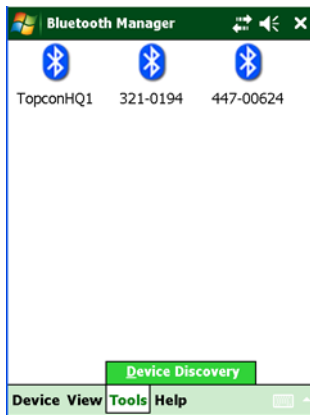 Bluetooth Manager
TopconHQ1 321-0194 447-00624
Device Discovery
Device View Tools Help